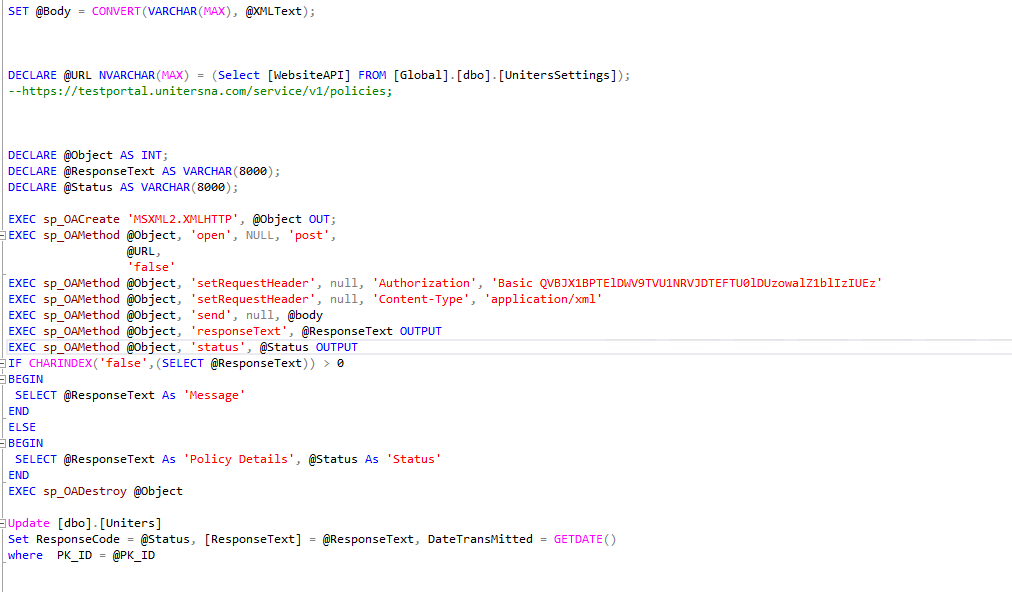 SET @Body = CONVERT(VARCHAR(MAX), @XMLText);
DECLARE @URL NVARCHAR(MAX) = (Select [WebsiteAPI] FROM [Global].[dbo].[UnitersSettings]);
--https://testportal.unitersna.com/service/v1/policies;
DECLARE @Object AS INT;
DECLARE @ResponseText AS VARCHAR(8000);
DECLARE @Status AS VARCHAR(8000);
EXEC sp_OACreate 'MSXML2.XMLHTTP', @Object OUT;
EXEC sp_OAMethod @Object, 'open', NULL, 'post',
@URL,
'false'
EXEC sp_OAMethod @Object, 'setRequestHeader', null, 'Authorization', 'Basic QVBJX1BPTElDWV9TVU1NRVJDTEFTU0lDUzowalZ1blIzIUEz'
EXEC sp_OAMethod @Object, 'setRequestHeader', null, 'Content-Type', 'application/xml'
EXEC sp_OAMethod @Object, 'send', null, @body
EXEC sp_OAMethod @Object, 'responseText', @ResponseText OUTPUT
EXEC sp_OAMethod @Object, 'status', @Status OUTPUT
IF CHARINDEX('false',(SELECT @ResponseText)) > 0
BEGIN
SELECT @ResponseText As 'Message'
END
ELSE
BEGIN
SELECT @ResponseText As 'Policy Details', @Status As 'Status'
END
EXEC sp_OADestroy @Object
Update [dbo].[Uniters]
Set ResponseCode = @Status, [ResponseText] = @ResponseText, DateTransMitted = GETDATE()
where  PK_ID = @PK_ID